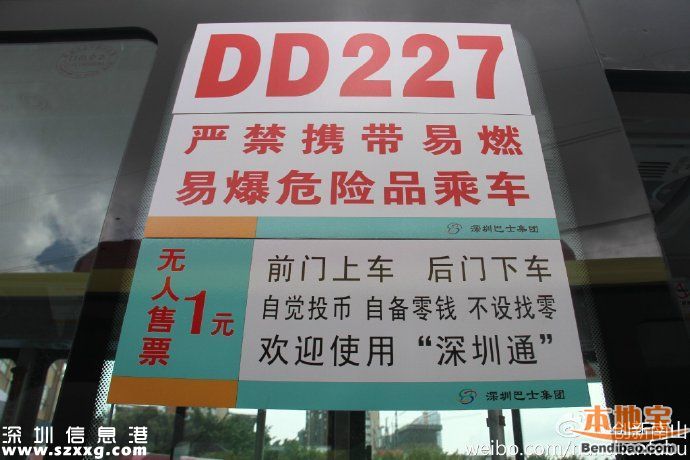 DD227
严禁携带易燃
易爆危险品乘车
深圳巴士集团
无人售票
1元
前门上车 后门下车
自觉投币 自备零钱 不设找零
欢迎使用“深圳通”
深圳巴士集团
深圳信息港
www.szxxg.com
本地宝
Bendibao.com
weibo.com